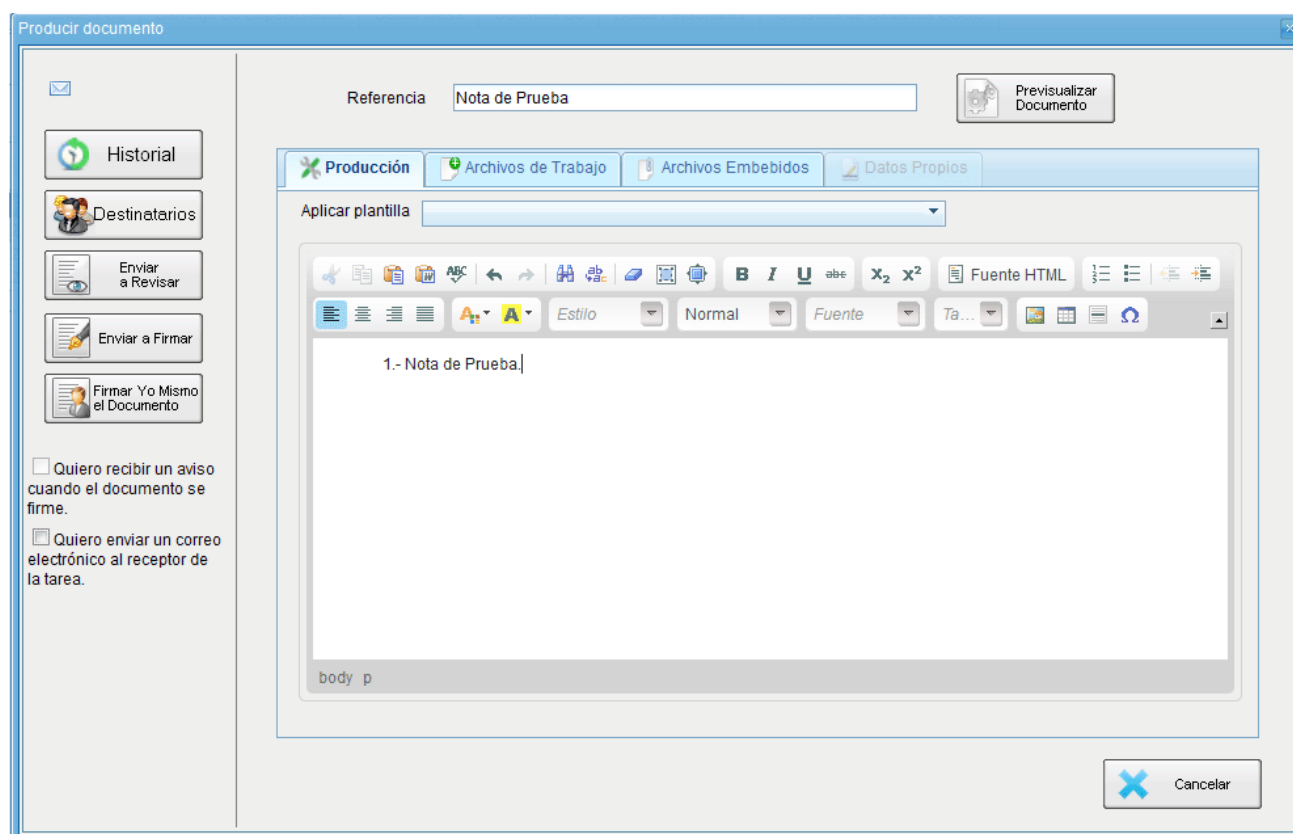 Producir documento
Referencia
Nota de Prueba
Previsualizar
Documento
Historial
Destinatarios
Enviar
a Revisar
Enviar a Firmar
Firmar Yo Mismo
el Documento
Quiero recibir un aviso
cuando el documento se
firme.
Quiero enviar un correo
electrónico al receptor de
la tarea.
Producción
Archivos de Trabajo
Archivos Embebidos
Datos Propios
Aplicar plantilla
ABC
B I U abc X₂ X² Fuente HTML
A A Estilo Normal Fuente Ta... Ω
1.- Nota de Prueba.
body p
Cancelar